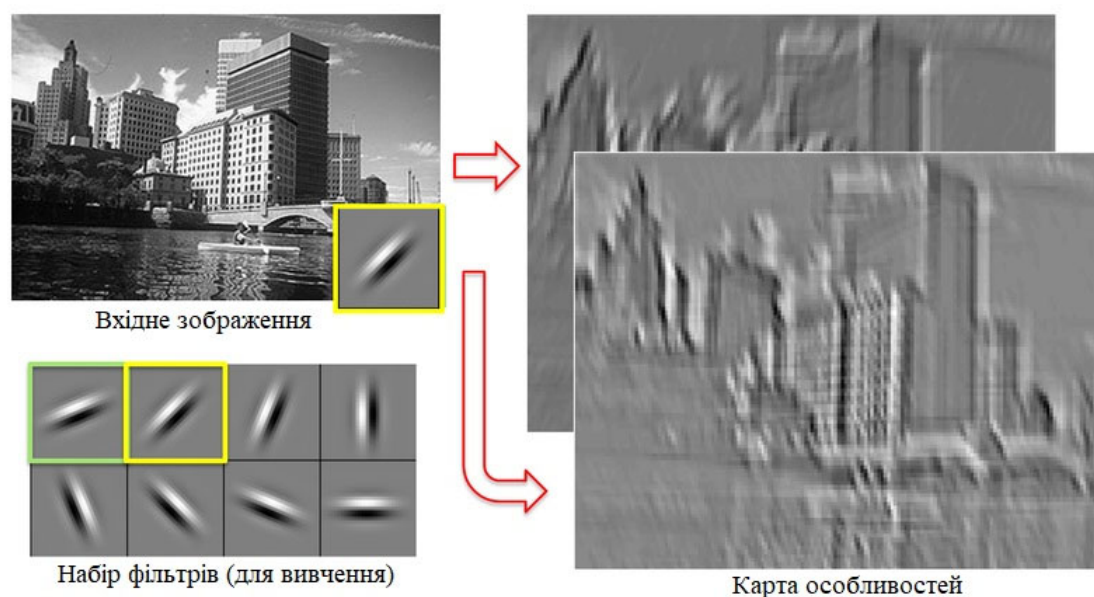 Вхідне зображення
Набір фільтрів (для вивчення)
Карта особливостей